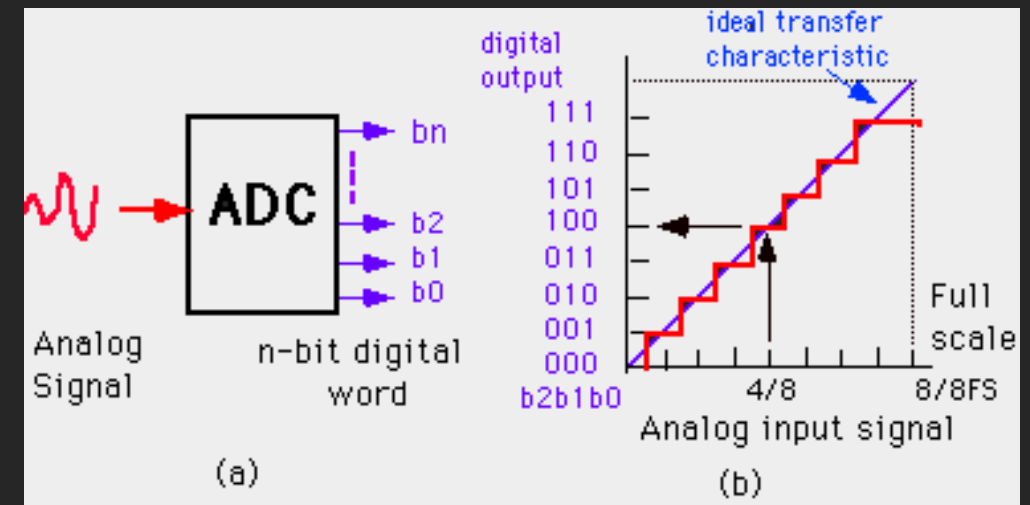 ADC
bn
b2
b1
b0
Analog
Signal
n-bit digital
word
(a)
digital
output
ideal transfer
characteristic
111
110
101
100
011
010
001
000
b2b1b0
4/8
8/8FS
Full
scale
Analog input signal
(b)